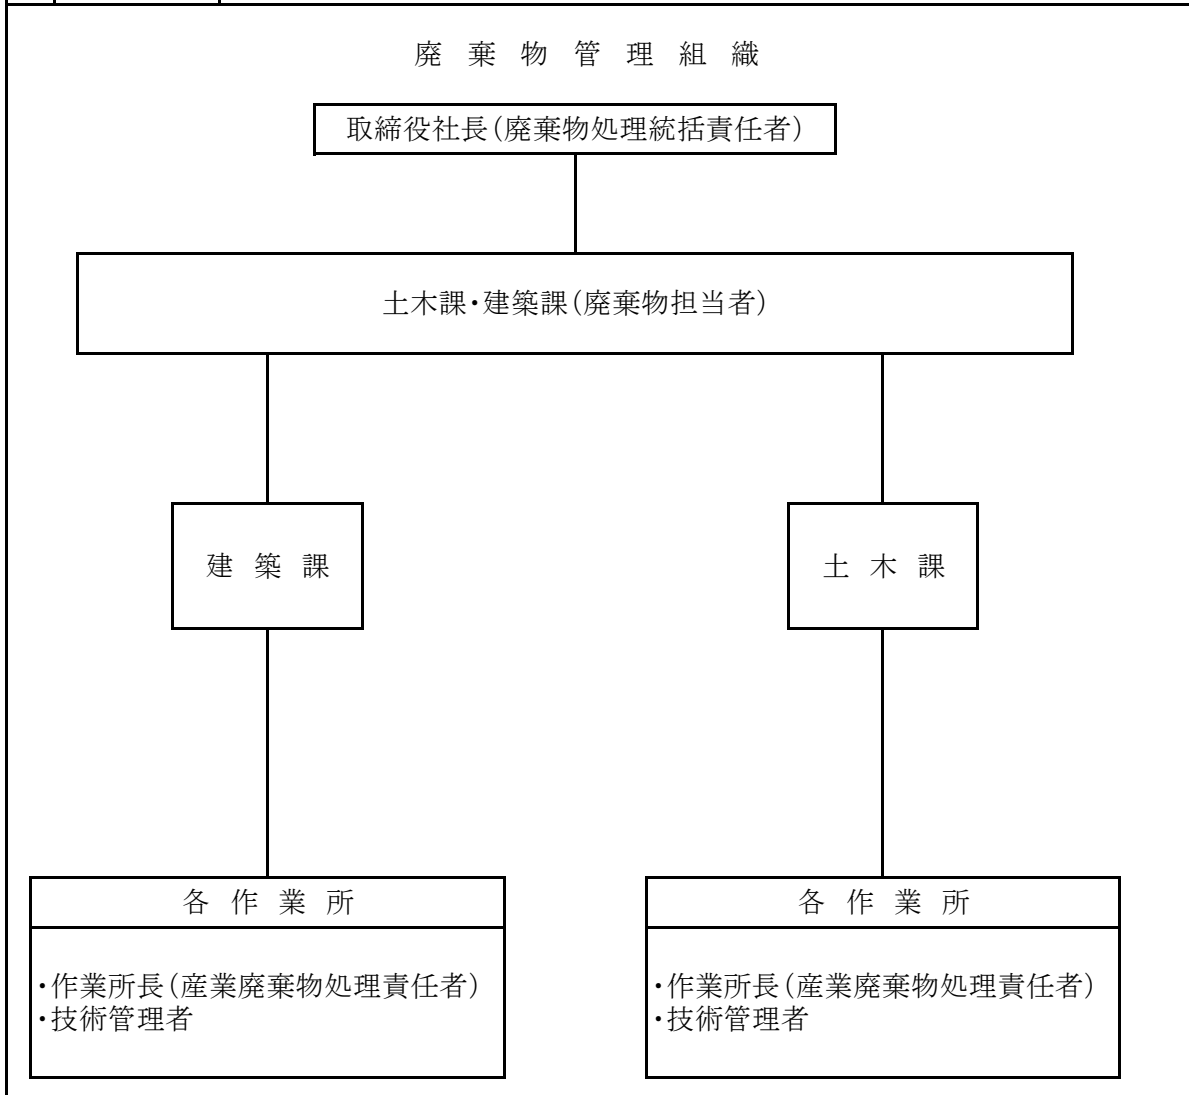 廃棄物管理組織
取締役社長(廃棄物処理統括責任者)
土木課・建築課(廃棄物担当者)
建築課
土木課
各作業所
・作業所長(産業廃棄物処理責任者)
・技術管理者
各作業所
・作業所長(産業廃棄物処理責任者)
・技術管理者